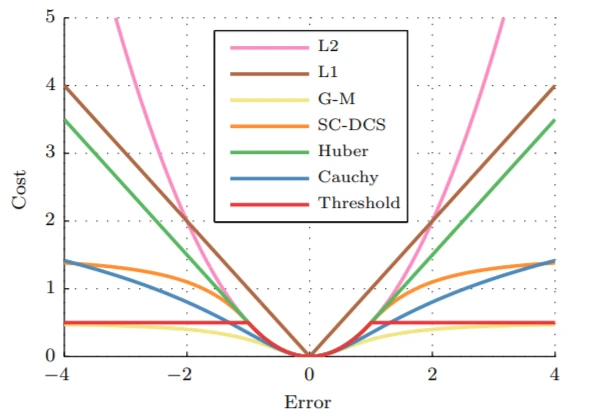 5
4
3
2
1
0
Cost
L2
L1
G-M
SC-DCS
Huber
Cauchy
Threshold
−4 −2 0 2 4
Error